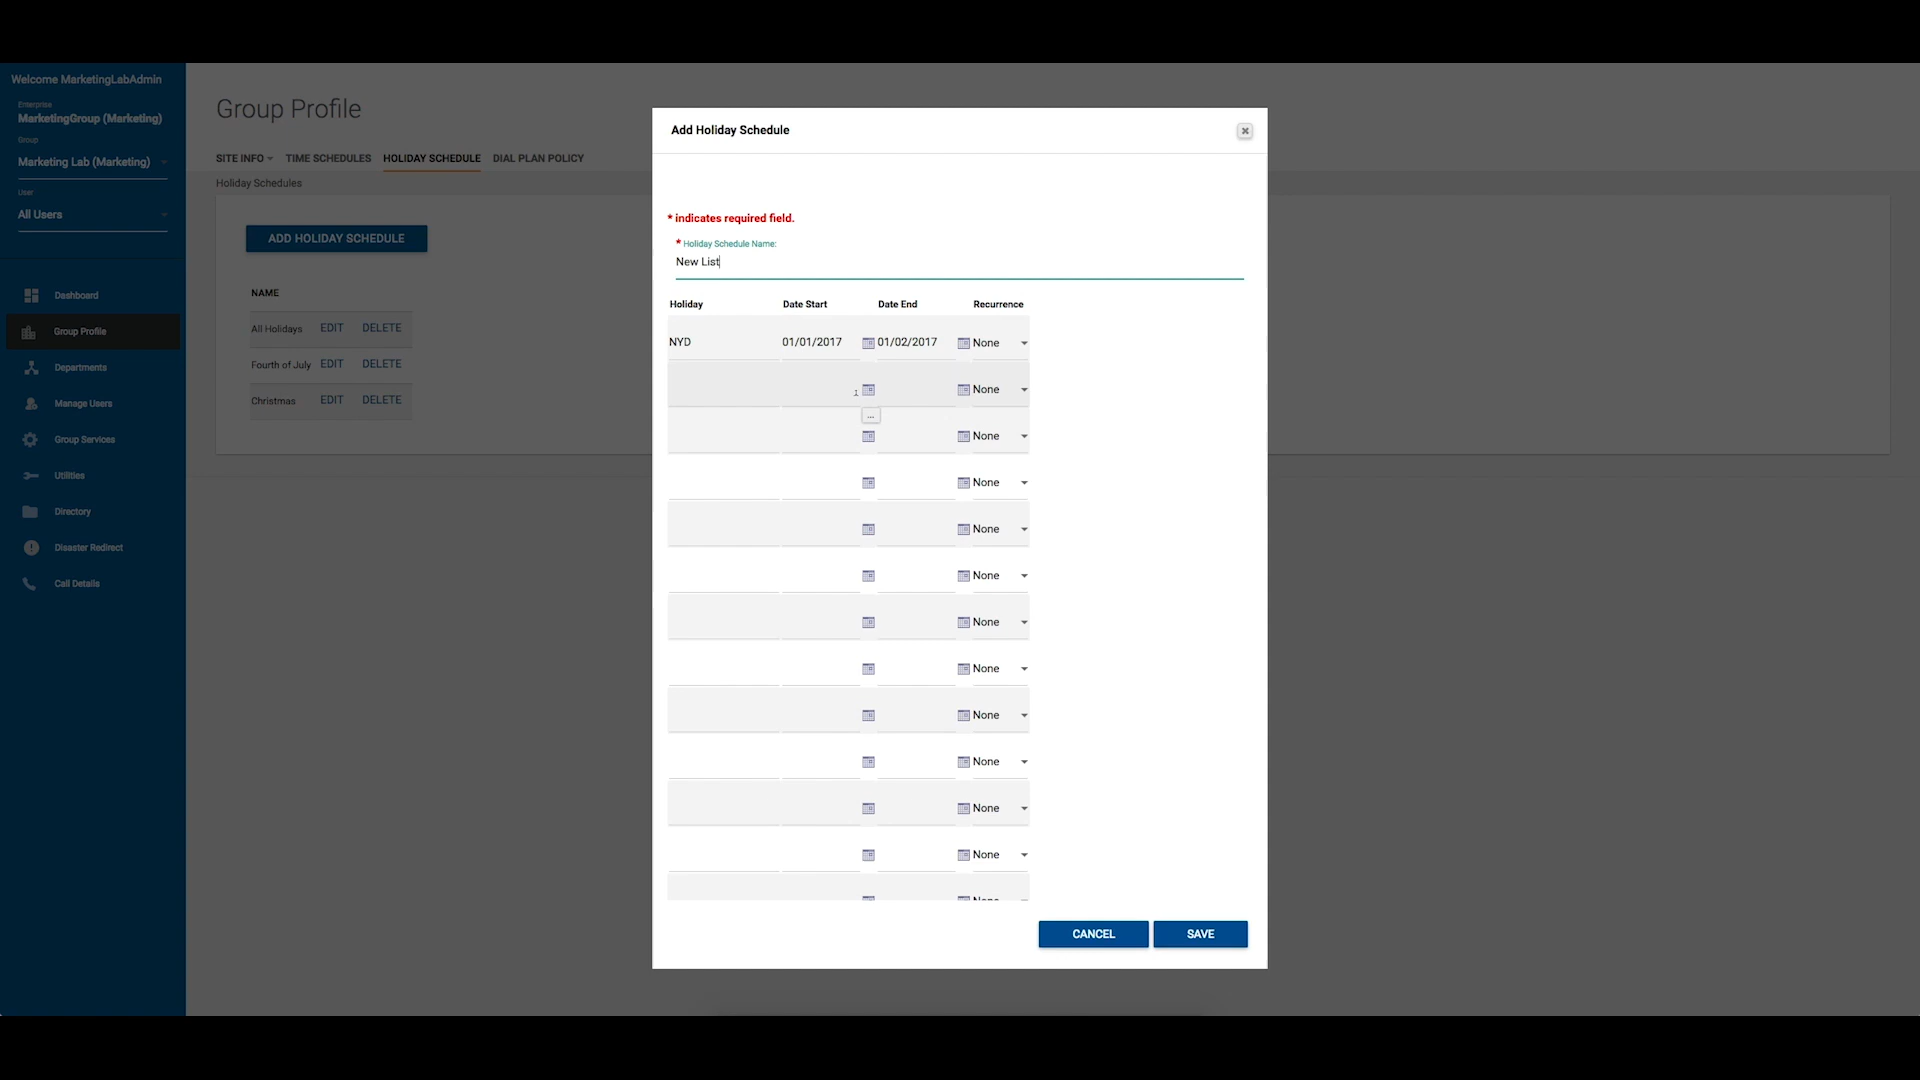 Welcome MarketingLabAdmin
Enterprise
MarketingGroup (Marketing)
Group
Marketing Lab (Marketing)
User
All Users
Dashboard
Group Profile
Departments
Manage Users
Group Services
Utilities
Directory
Disaster Redirect
Call Details
Group Profile
SITE INFO TIME SCHEDULES HOLIDAY SCHEDULE DIAL PLAN POLICY
Holiday Schedules
ADD HOLIDAY SCHEDULE
NAME
All Holidays EDIT DELETE
Fourth of July EDIT DELETE
Christmas EDIT DELETE
Add Holiday Schedule
* indicates required field.
* Holiday Schedule Name:
New List
Holiday Date Start Date End Recurrence
NYD 01/01/2017 01/02/2017 None
None
...
None
None
None
None
None
None
None
None
None
None
None
CANCEL SAVE